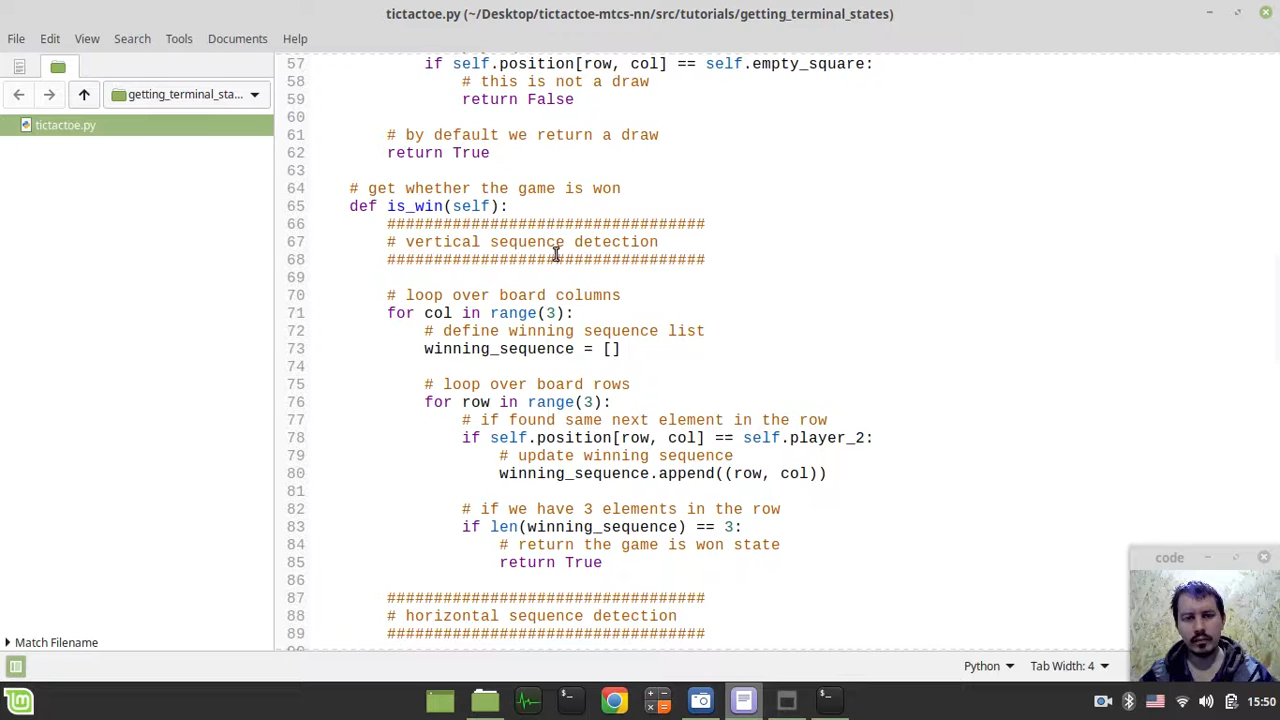 tictactoe.py (~/Desktop/tictactoe-mtcs-nn/src/tutorials/getting_terminal_states)
File Edit View Search Tools Documents Help
getting_terminal_sta...
tictactoe.py
57 if self.position[row, col] == self.empty_square:
58 # this is not a draw
59 return False
60
61 # by default we return a draw
62 return True
63
64 # get whether the game is won
65 def is_win(self):
66 ##################################
67 # vertical sequence detection
68 ##################################
69
70 # loop over board columns
71 for col in range(3):
72 # define winning sequence list
73 winning_sequence = []
74
75 # loop over board rows
76 for row in range(3):
77 # if found same next element in the row
78 if self.position[row, col] == self.player_2:
79 # update winning sequence
80 winning_sequence.append((row, col))
81
82 # if we have 3 elements in the row
83 if len(winning_sequence) == 3:
84 # return the game is won state
85 return True
86
87 ##################################
88 # horizontal sequence detection
89 ##################################
code
Match Filename
Python Tab Width: 4
15:50